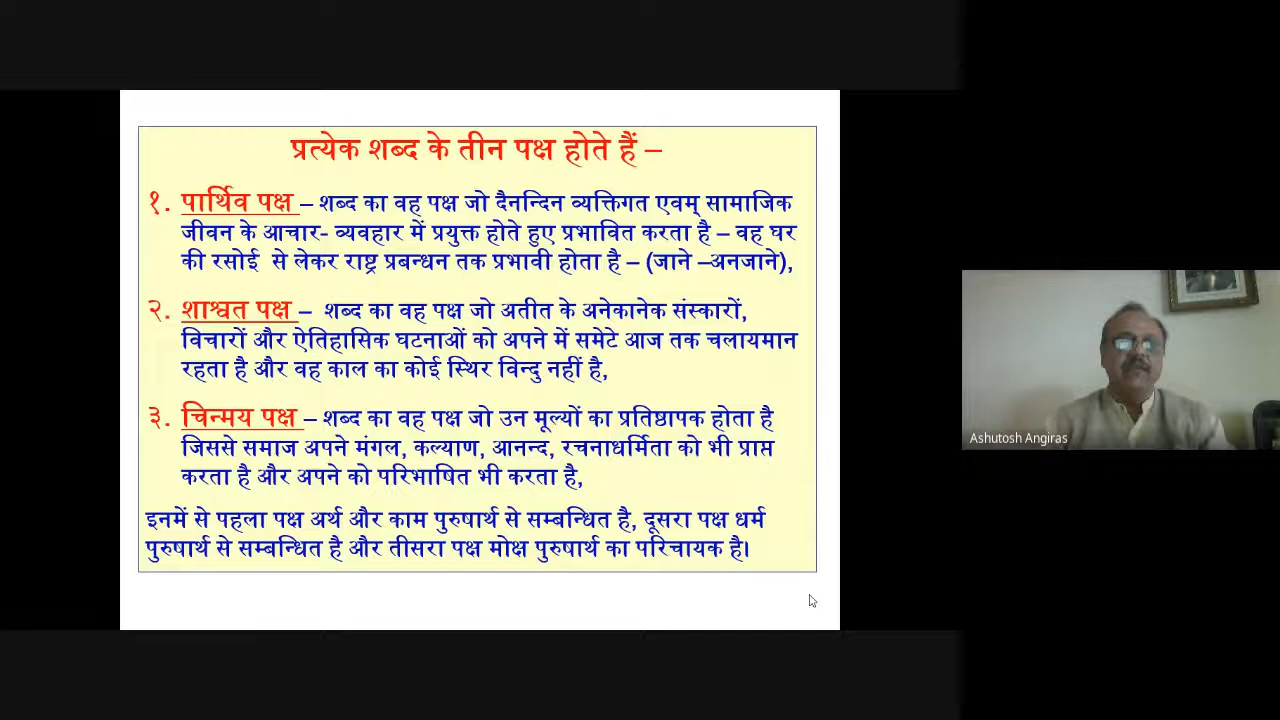 प्रत्येक शब्द के तीन पक्ष होते हैं –
१. पार्थिव पक्ष – शब्द का वह पक्ष जो दैनन्दिन व्यक्तिगत एवम् सामाजिक
जीवन के आचार- व्यवहार में प्रयुक्त होते हुए प्रभावित करता है – वह घर
की रसोई से लेकर राष्ट्र प्रबन्धन तक प्रभावी होता है – (जाने –अनजाने),
२. शाश्वत पक्ष – शब्द का वह पक्ष जो अतीत के अनेकानेक संस्कारों,
विचारों और ऐतिहासिक घटनाओं को अपने में समेटे आज तक चलायमान
रहता है और वह काल का कोई स्थिर विन्दु नहीं है,
३. चिन्मय पक्ष – शब्द का वह पक्ष जो उन मूल्यों का प्रतिष्ठापक होता है
जिससे समाज अपने मंगल, कल्याण, आनन्द, रचनाधर्मिता को भी प्राप्त
करता है और अपने को परिभाषित भी करता है,
इनमें से पहला पक्ष अर्थ और काम पुरुषार्थ से सम्बन्धित है, दूसरा पक्ष धर्म
पुरुषार्थ से सम्बन्धित है और तीसरा पक्ष मोक्ष पुरुषार्थ का परिचायक है।
Ashutosh Angiras